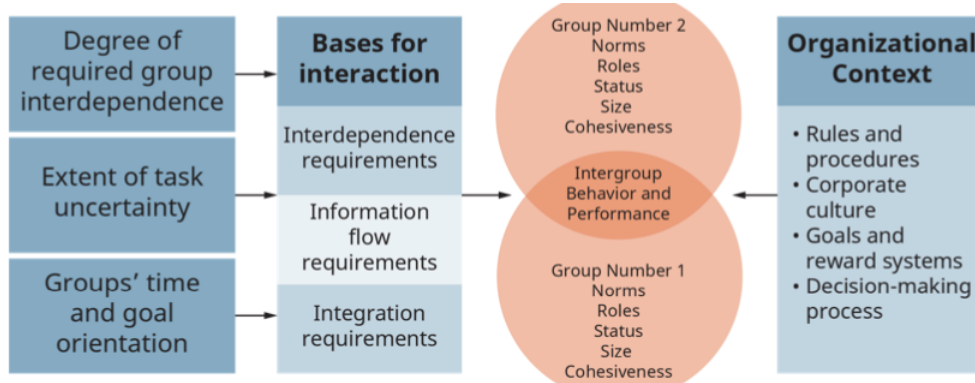 Degree of
required group
interdependence
Extent of task
uncertainty
Groups’ time
and goal
orientation
Bases for
interaction
Interdependence
requirements
Information
flow
requirements
Integration
requirements
Group Number 2
Norms
Roles
Status
Size
Cohesiveness
Intergroup
Behavior and
Performance
Group Number 1
Norms
Roles
Status
Size
Cohesiveness
Organizational
Context
• Rules and
procedures
• Corporate
culture
• Goals and
reward systems
• Decision-making
process